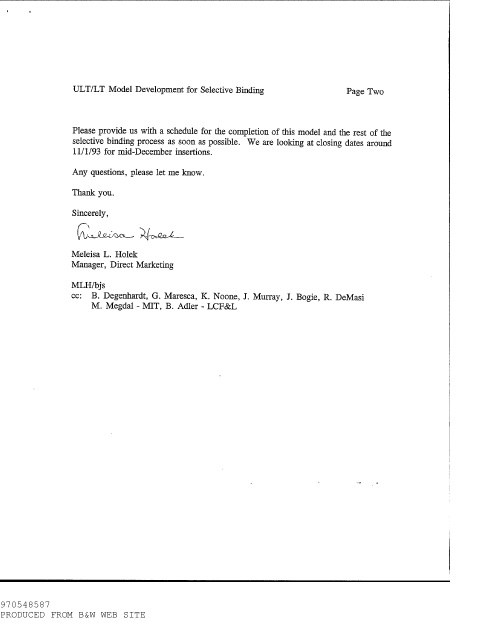 ULT/LT Model Development for Selective Binding Page Two
Please provide us with a schedule for the completion of this model and the rest of the
selective binding process as soon as possible. We are looking at closing dates around
11/1/93 for mid-December insertions.
Any questions, please let me know.
Thank you.
Sincerely,
Meleisa Holek
Meleisa L. Holek
Manager, Direct Marketing
MLH/bjs
cc: B. Degenhardt, G. Maresca, K. Noone, J. Murray, J. Bogie, R. DeMasi
M. Megdal - MIT, B. Adler - LCF&L
970548587
PRODUCED FROM B&W WEB SITE